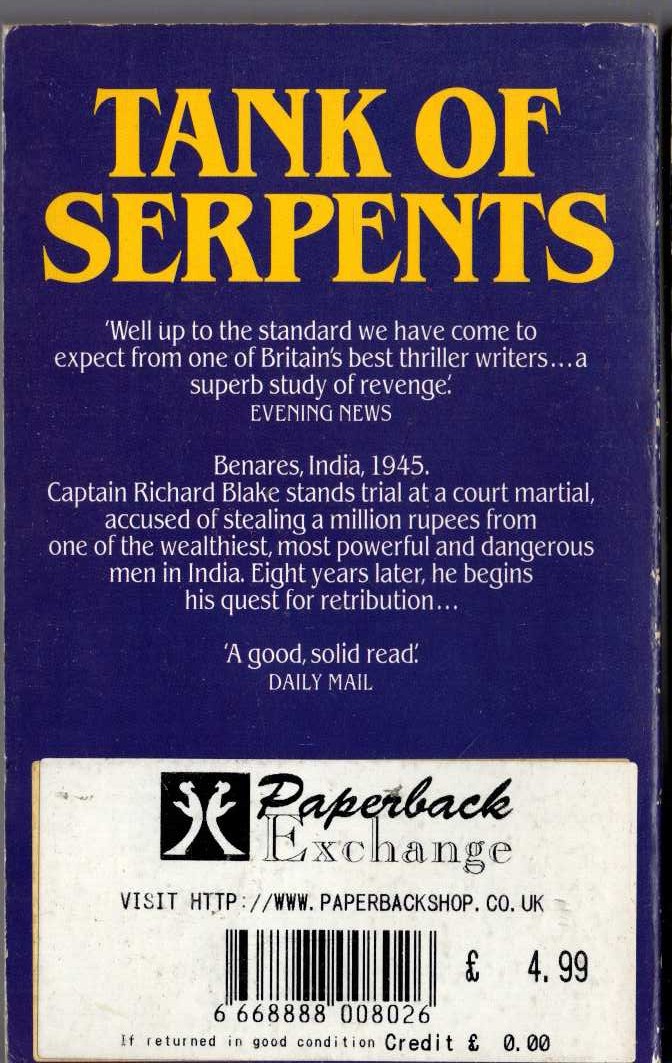 TANK OF
SERPENTS
'Well up to the standard we have come to
expect from one of Britain's best thriller writers...a
superb study of revenge.'
EVENING NEWS
Benares, India, 1945.
Captain Richard Blake stands trial at a court martial,
accused of stealing a million rupees from
one of the wealthiest, most powerful and dangerous
men in India. Eight years later, he begins
his quest for retribution...
'A good, solid read.'
DAILY MAIL
Paperback
Exchange
VISIT HTTP://WWW.PAPERBACKSHOP.CO.UK
£ 4.99
6 668888 008026
If returned in good condition Credit £ 0.00